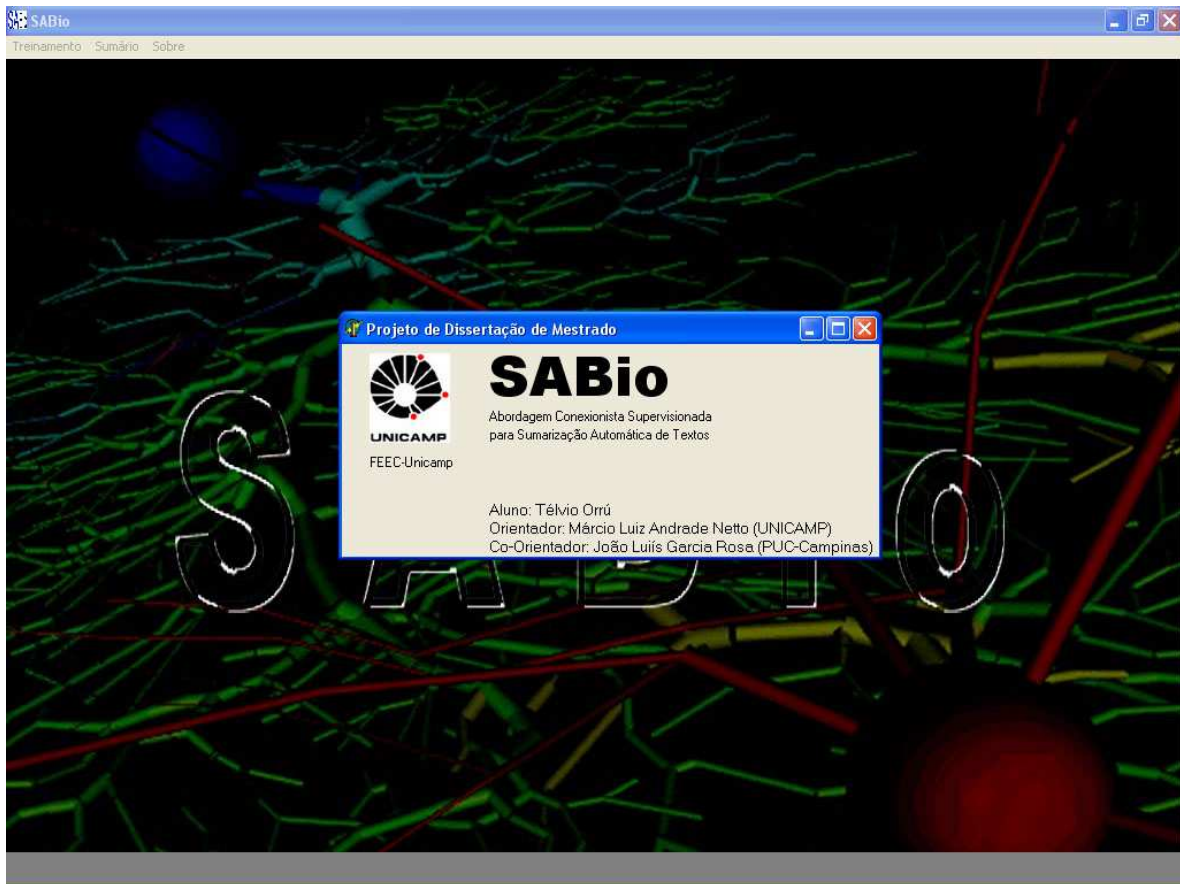 SABio
Treinamento Sumário Sobre
Projeto de Dissertação de Mestrado
SABio
Abordagem Conexionista Supervisionada
para Sumarização Automática de Textos
UNICAMP
FEEC-Unicamp
Aluno: Télvio Orrú
Orientador: Márcio Luiz Andrade Netto (UNICAMP)
Co-Orientador: João Luiís Garcia Rosa (PUC-Campinas)
SABIO